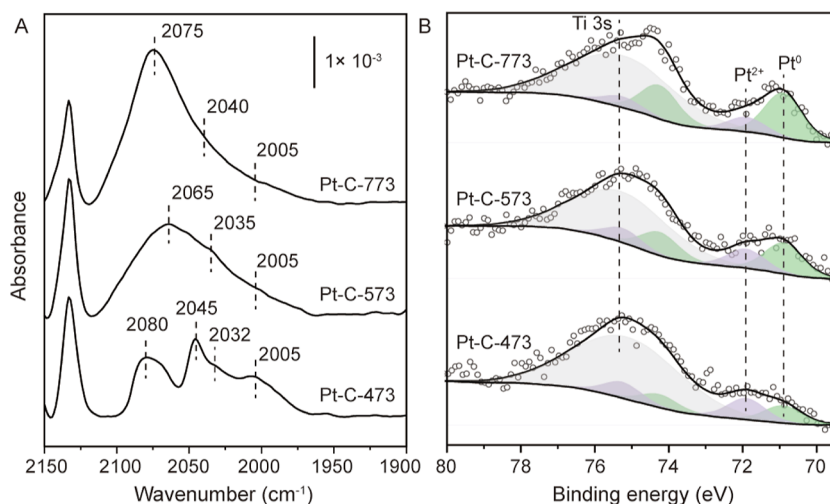 A
2075
1× 10⁻³
2040
2005
Pt-C-773
2065
2035
2005
Pt-C-573
2080
2045
2032
2005
Pt-C-473
Absorbance
2150 2100 2050 2000 1950 1900
Wavenumber (cm⁻¹)
B
Ti 3s
Pt-C-773
Pt²⁺
Pt⁰
Pt-C-573
Pt-C-473
80 78 76 74 72 70
Binding energy (eV)